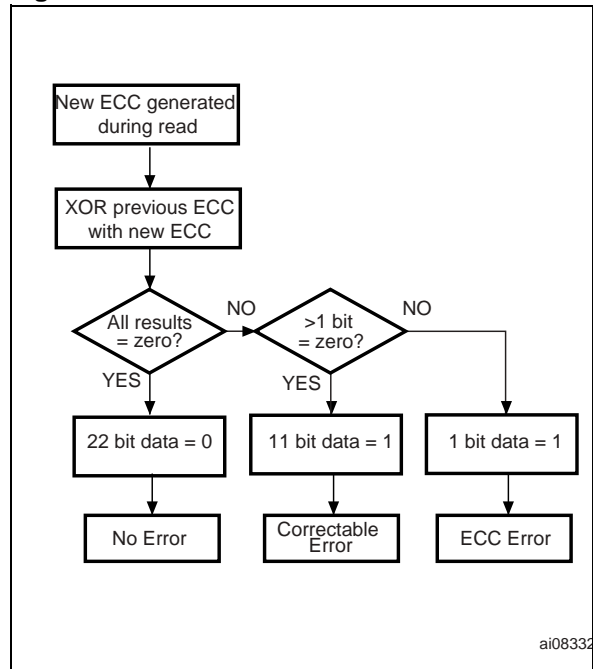 New ECC generated
during read
XOR previous ECC
with new ECC
All results
= zero?
NO
>1 bit
= zero?
NO
YES
YES
22 bit data = 0
11 bit data = 1
1 bit data = 1
No Error
Correctable
Error
ECC Error
ai08332